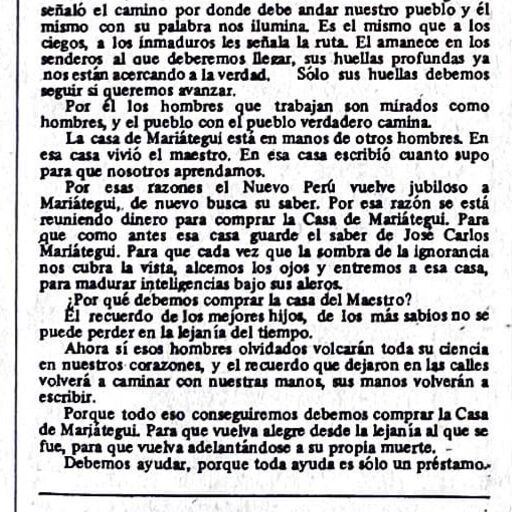 señaló el camino por donde debe andar nuestro pueblo y él
mismo con su palabra nos ilumina. Es el mismo que a los
ciegos, a los inmaduros les señala la ruta. El amanece en los
senderos al que deberemos llegar, sus huellas profundas ya
nos están acercando a la verdad. Sólo sus huellas debemos
seguir si queremos avanzar.
Por él los hombres que trabajan son mirados como
hombres, y el pueblo con el pueblo verdadero camina.
La casa de Mariátegui está en manos de otros hombres. En
esa casa vivió el maestro. En esa casa escribió cuanto supo
para que nosotros aprendamos.
Por esas razones el Nuevo Perú vuelve jubiloso a
Mariátegui, de nuevo busca su saber. Por esa razón se está
reuniendo dinero para comprar la Casa de Mariátegui. Para
que como antes esa casa guarde el saber de José Carlos
Mariátegui. Para que cada vez que la sombra de la ignorancia
nos cubra la vista, alcemos los ojos y entremos a esa casa,
para madurar inteligencias bajo sus aleros.
¿Por qué debemos comprar la casa del Maestro?
El recuerdo de los mejores hijos, de los más sabios no se
puede perder en la lejanía del tiempo.
Ahora sí esos hombres olvidados volcarán toda su ciencia
en nuestros corazones, y el recuerdo que dejaron en las calles
volverá a caminar con nuestras manos, sus manos volverán a
escribir.
Porque todo eso conseguiremos debemos comprar la Casa
de Mariátegui. Para que vuelva alegre desde la lejanía al que se
fue, para que vuelva adelantándose a su propia muerte.
Debemos ayudar, porque toda ayuda es sólo un préstamo.